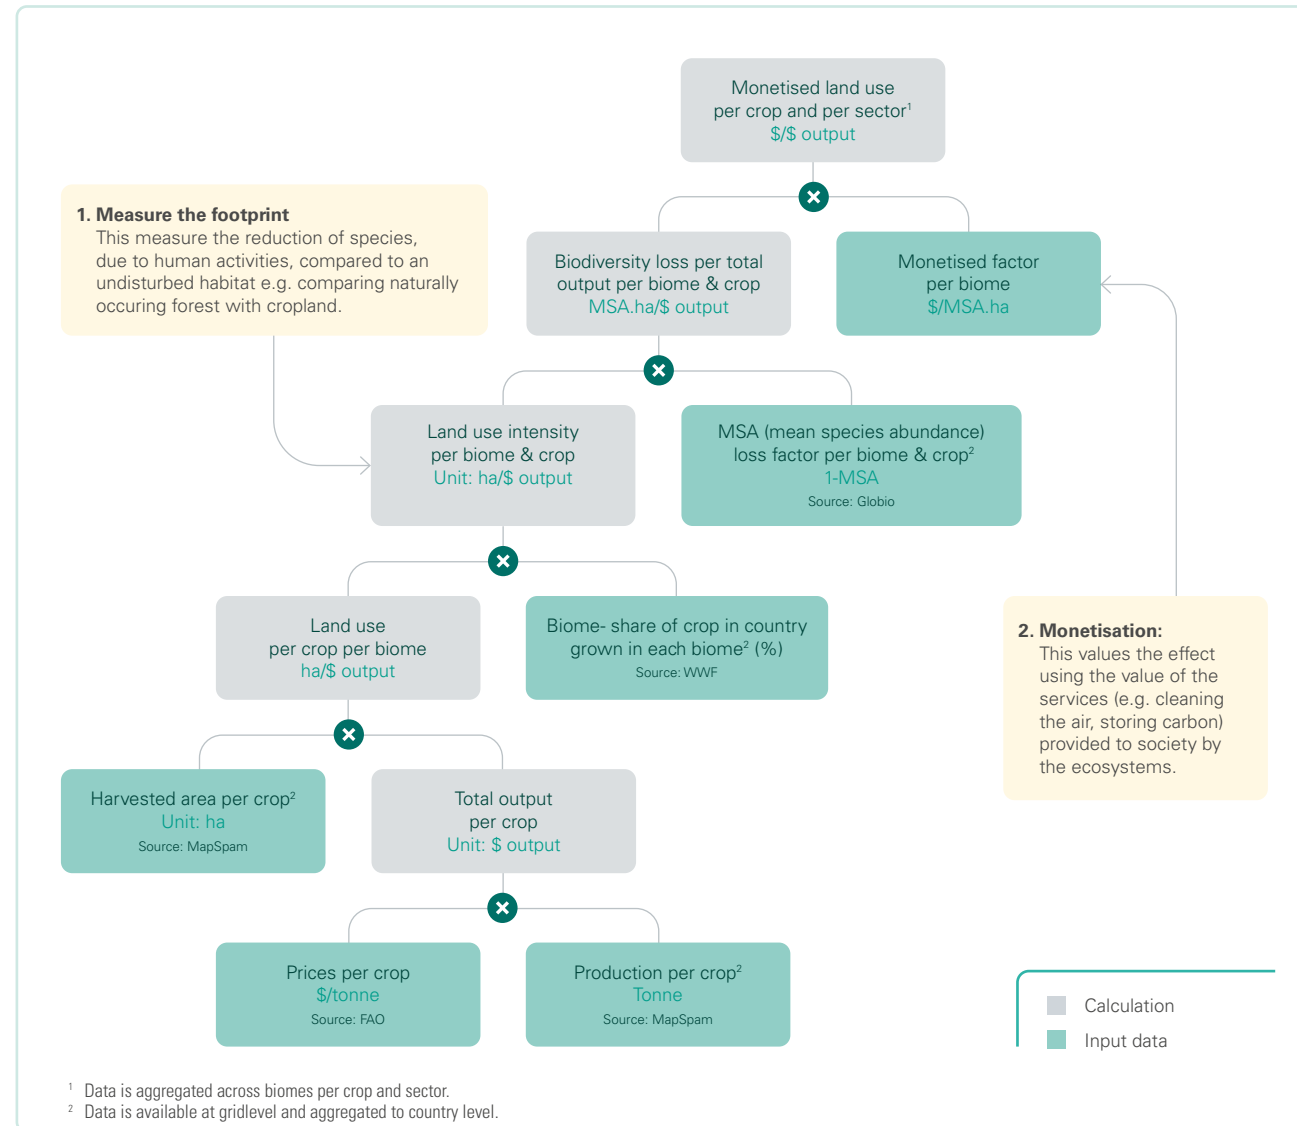 Monetised land use
per crop and per sector¹
$/$ output
1. Measure the footprint
This measure the reduction of species,
due to human activities, compared to an
undisturbed habitat e.g. comparing naturally
occuring forest with cropland.
Biodiversity loss per total
output per biome & crop
MSA.ha/$ output
Monetised factor
per biome
$/MSA.ha
Land use intensity
per biome & crop
Unit: ha/$ output
MSA (mean species abundance)
loss factor per biome & crop²
1-MSA
Source: Globio
Land use
per crop per biome
ha/$ output
Biome- share of crop in country
grown in each biome² (%)
Source: WWF
2. Monetisation:
This values the effect
using the value of the
services (e.g. cleaning
the air, storing carbon)
provided to society by
the ecosystems.
Harvested area per crop²
Unit: ha
Source: MapSpam
Total output
per crop
Unit: $ output
Prices per crop
$/tonne
Source: FAO
Production per crop²
Tonne
Source: MapSpam
Calculation
Input data
¹ Data is aggregated across biomes per crop and sector.
² Data is available at gridlevel and aggregated to country level.